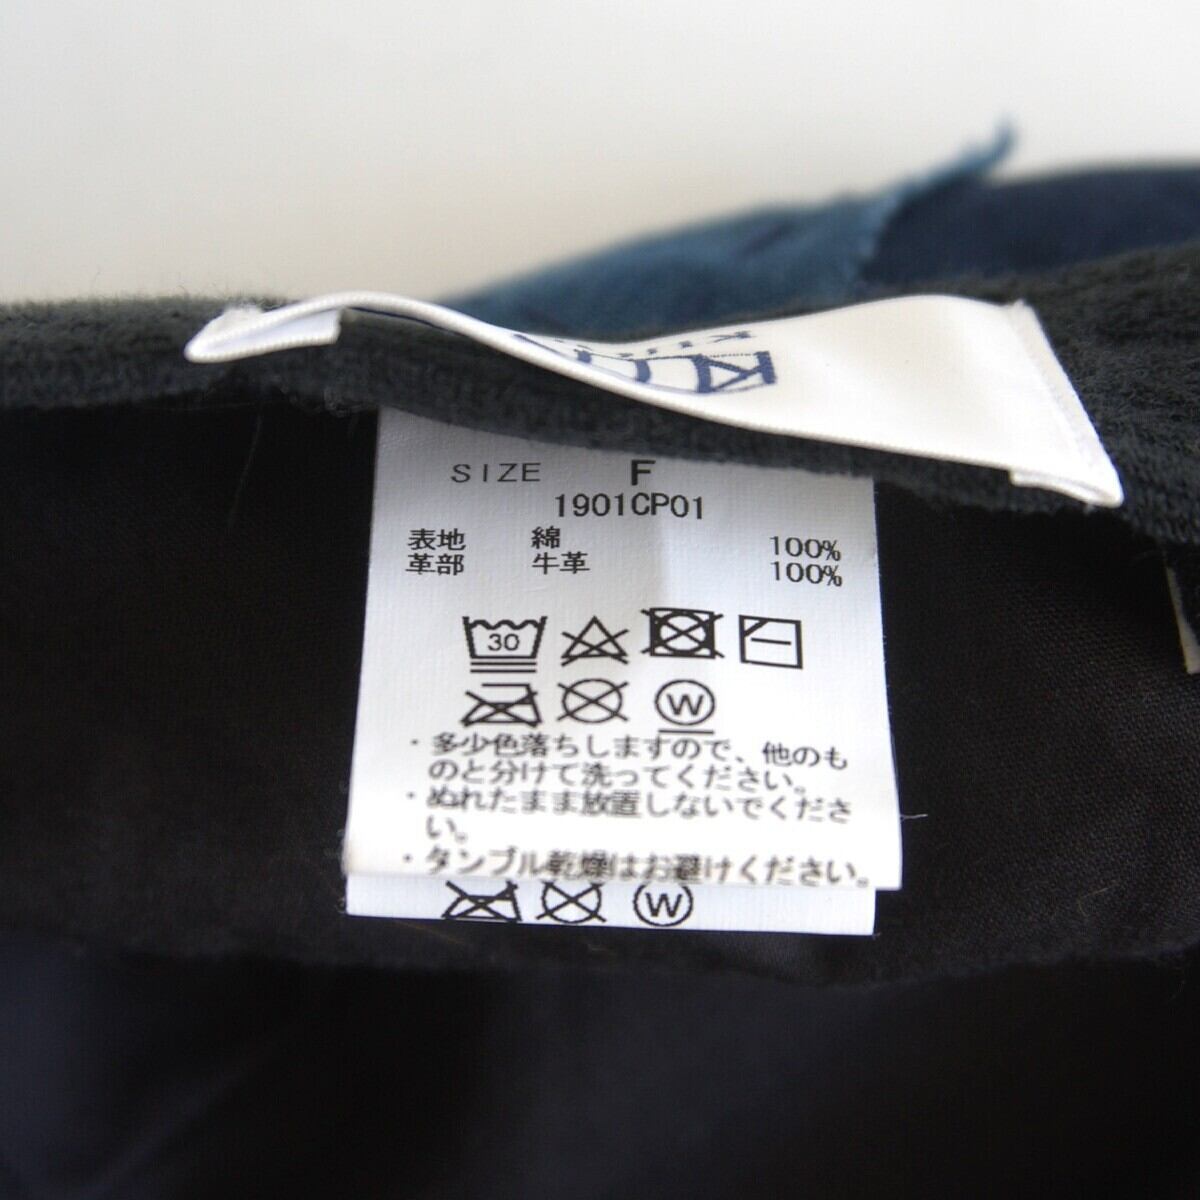 SIZE F
1901CP01
表地 綿 100%
革部 牛革 100%
30
W
・多少色落ちしますので、他のも
のと分けて洗ってください。
・ぬれたまま放置しないでくださ
い。
・タンブル乾燥はお避けください。
W